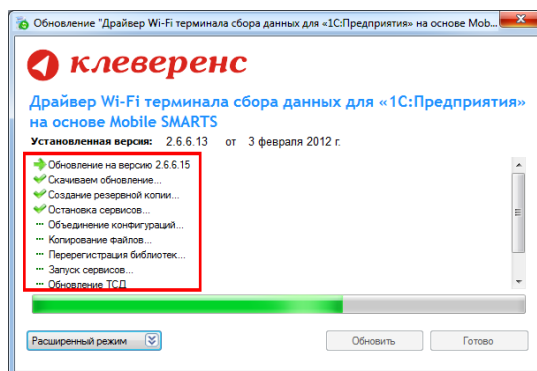 Обновление "Драйвер Wi-Fi терминала сбора данных для «1С:Предприятия» на основе Mob...
клеверенс
Драйвер Wi-Fi терминала сбора данных для «1С:Предприятия»
на основе Mobile SMARTS
Установленная версия: 2.6.6.13 от 3 февраля 2012 г.
Обновление на версию 2.6.6.15
Скачиваем обновление...
Создание резервной копии...
Остановка сервисов...
Объединение конфигураций...
Копирование файлов...
Перерегистрация библиотек...
Запуск сервисов...
Обновление ТСД
Расширенный режим
Обновить
Готово